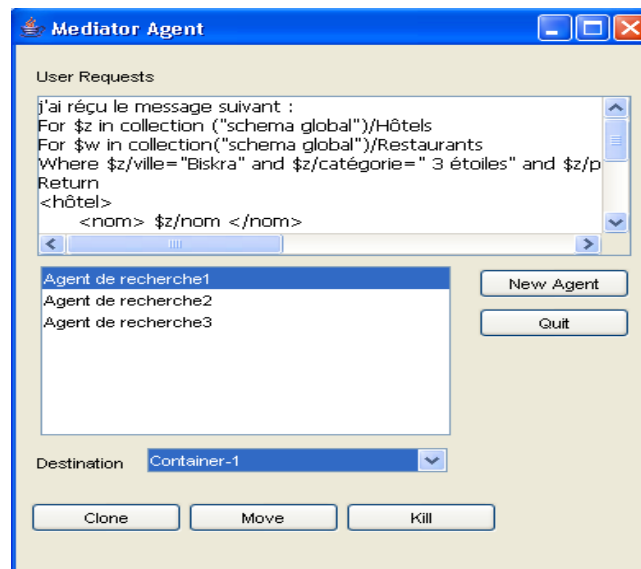 Mediator Agent
User Requests
j'ai réçu le message suivant :
For $z in collection ("schema global")/Hôtels
For $w in collection("schema global")/Restaurants
Where $z/ville="Biskra" and $z/catégorie=" 3 étoiles" and $z/p
Return
<hôtel>
<nom> $z/nom </nom>
Agent de recherche1
Agent de recherche2
Agent de recherche3
New Agent
Quit
Destination
Container-1
Clone
Move
Kill